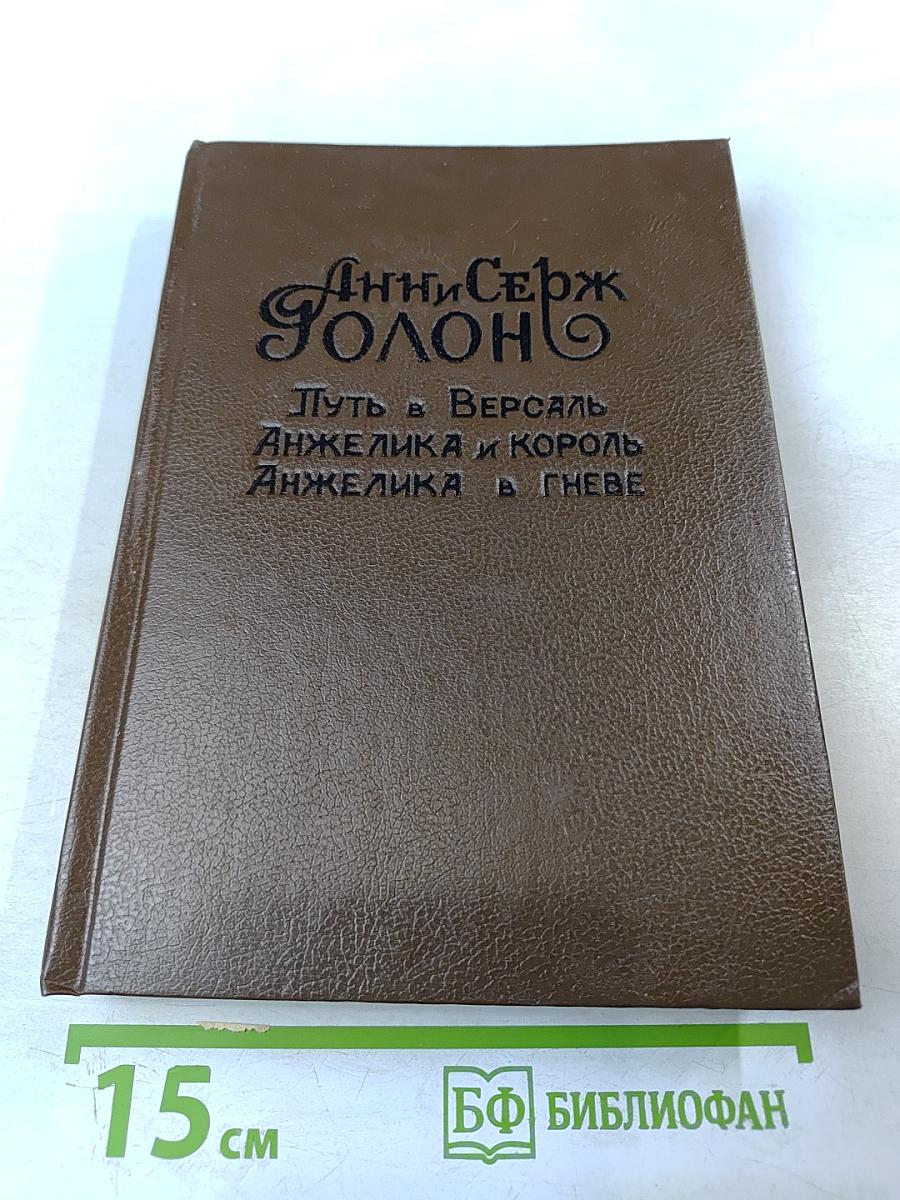 Анн и Серж
Голон
Путь в Версаль
Анжелика и король
Анжелика в гневе
15 см
БФ БИБЛИОФАН